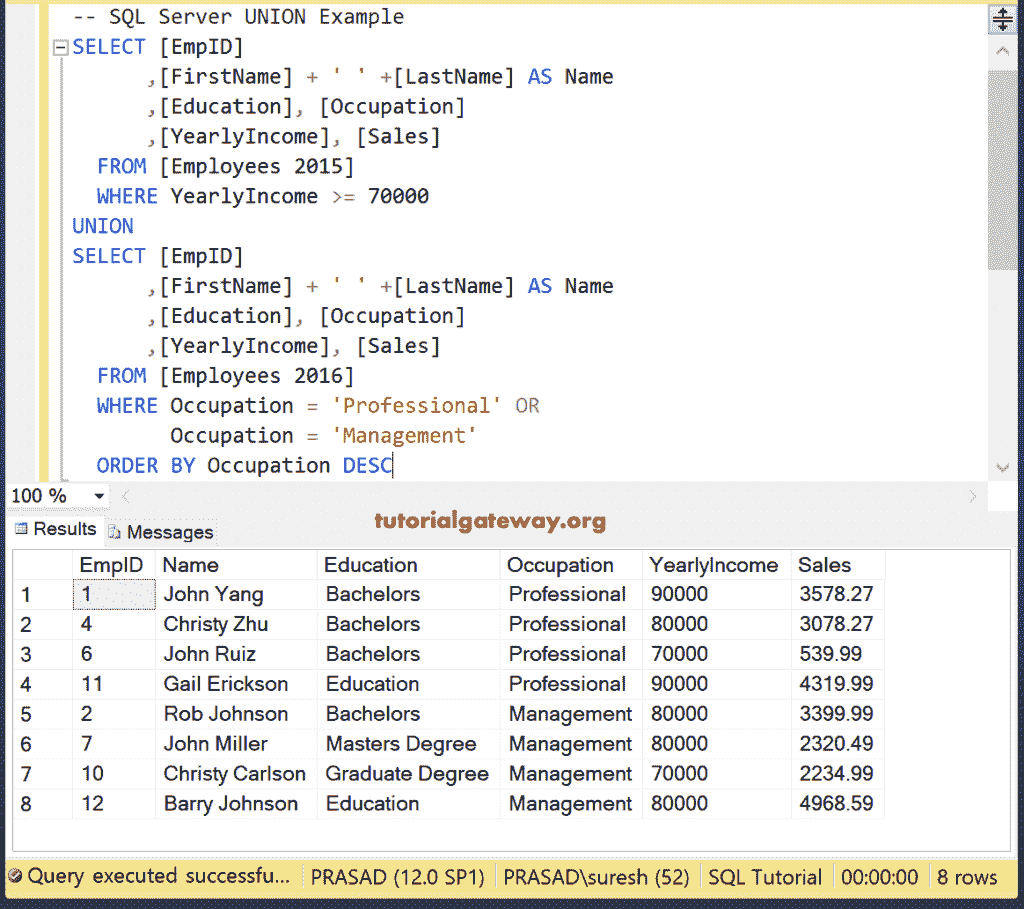 -- SQL Server UNION Example
SELECT [EmpID]
,[FirstName] + ' ' +[LastName] AS Name
,[Education], [Occupation]
,[YearlyIncome], [Sales]
FROM [Employees 2015]
WHERE YearlyIncome >= 70000
UNION
SELECT [EmpID]
,[FirstName] + ' ' +[LastName] AS Name
,[Education], [Occupation]
,[YearlyIncome], [Sales]
FROM [Employees 2016]
WHERE Occupation = 'Professional' OR
Occupation = 'Management'
ORDER BY Occupation DESC
100 %
tutorialgateway.org
Results Messages
EmpID Name Education Occupation YearlyIncome Sales
1 1 John Yang Bachelors Professional 90000 3578.27
2 4 Christy Zhu Bachelors Professional 80000 3078.27
3 6 John Ruiz Bachelors Professional 70000 539.99
4 11 Gail Erickson Education Professional 90000 4319.99
5 2 Rob Johnson Bachelors Management 80000 3399.99
6 7 John Miller Masters Degree Management 80000 2320.49
7 10 Christy Carlson Graduate Degree Management 70000 2234.99
8 12 Barry Johnson Education Management 80000 4968.59
Query executed successfu... PRASAD (12.0 SP1) PRASAD\suresh (52) SQL Tutorial 00:00:00 8 rows